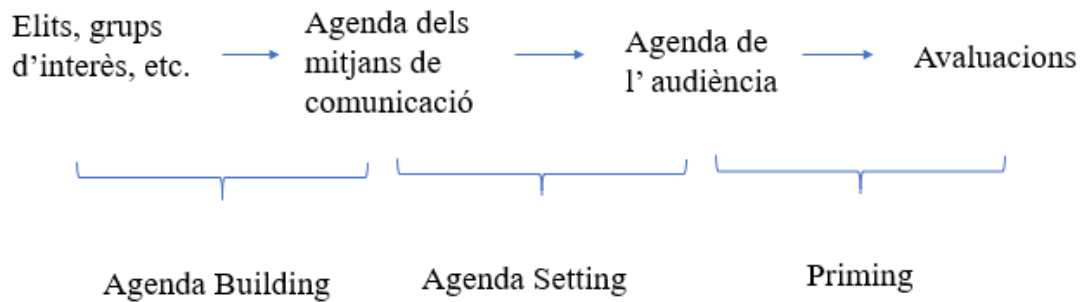 Elits, grups
d’interès, etc.
Agenda dels
mitjans de
comunicació
Agenda de
l’ audiència
Avaluacions
Agenda Building
Agenda Setting
Priming